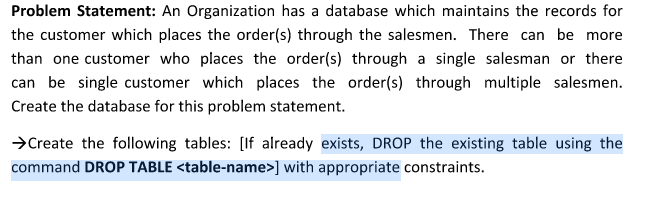 Problem Statement: An Organization has a database which maintains the records for
the customer which places the order(s) through the salesmen. There can be more
than one customer who places the order(s) through a single salesman or there
can be single customer which places the order(s) through multiple salesmen.
Create the database for this problem statement.
→Create the following tables: [If already exists, DROP the existing table using the
command DROP TABLE <table-name>] with appropriate constraints.